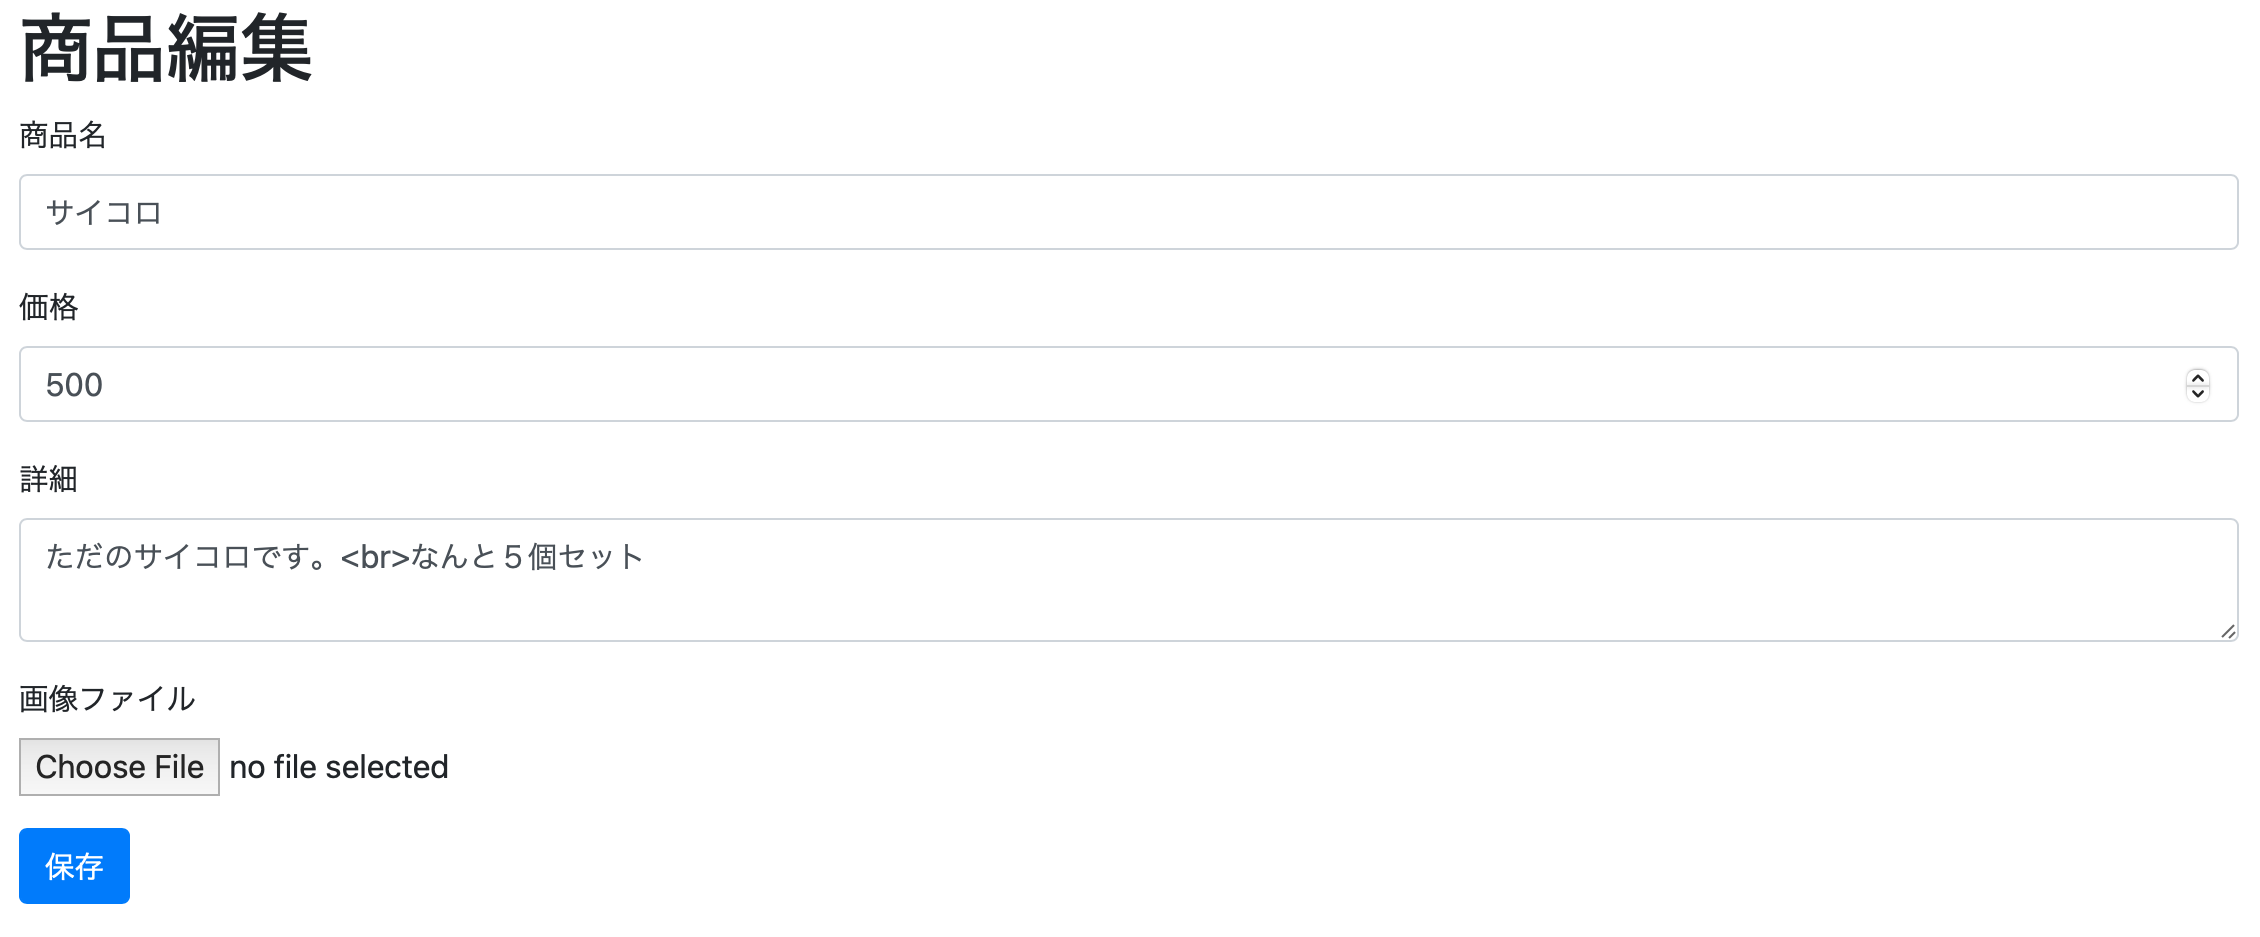 商品編集
商品名
サイコロ
価格
500
詳細
ただのサイコロです。<br>なんと５個セット
画像ファイル
Choose File no file selected
保存